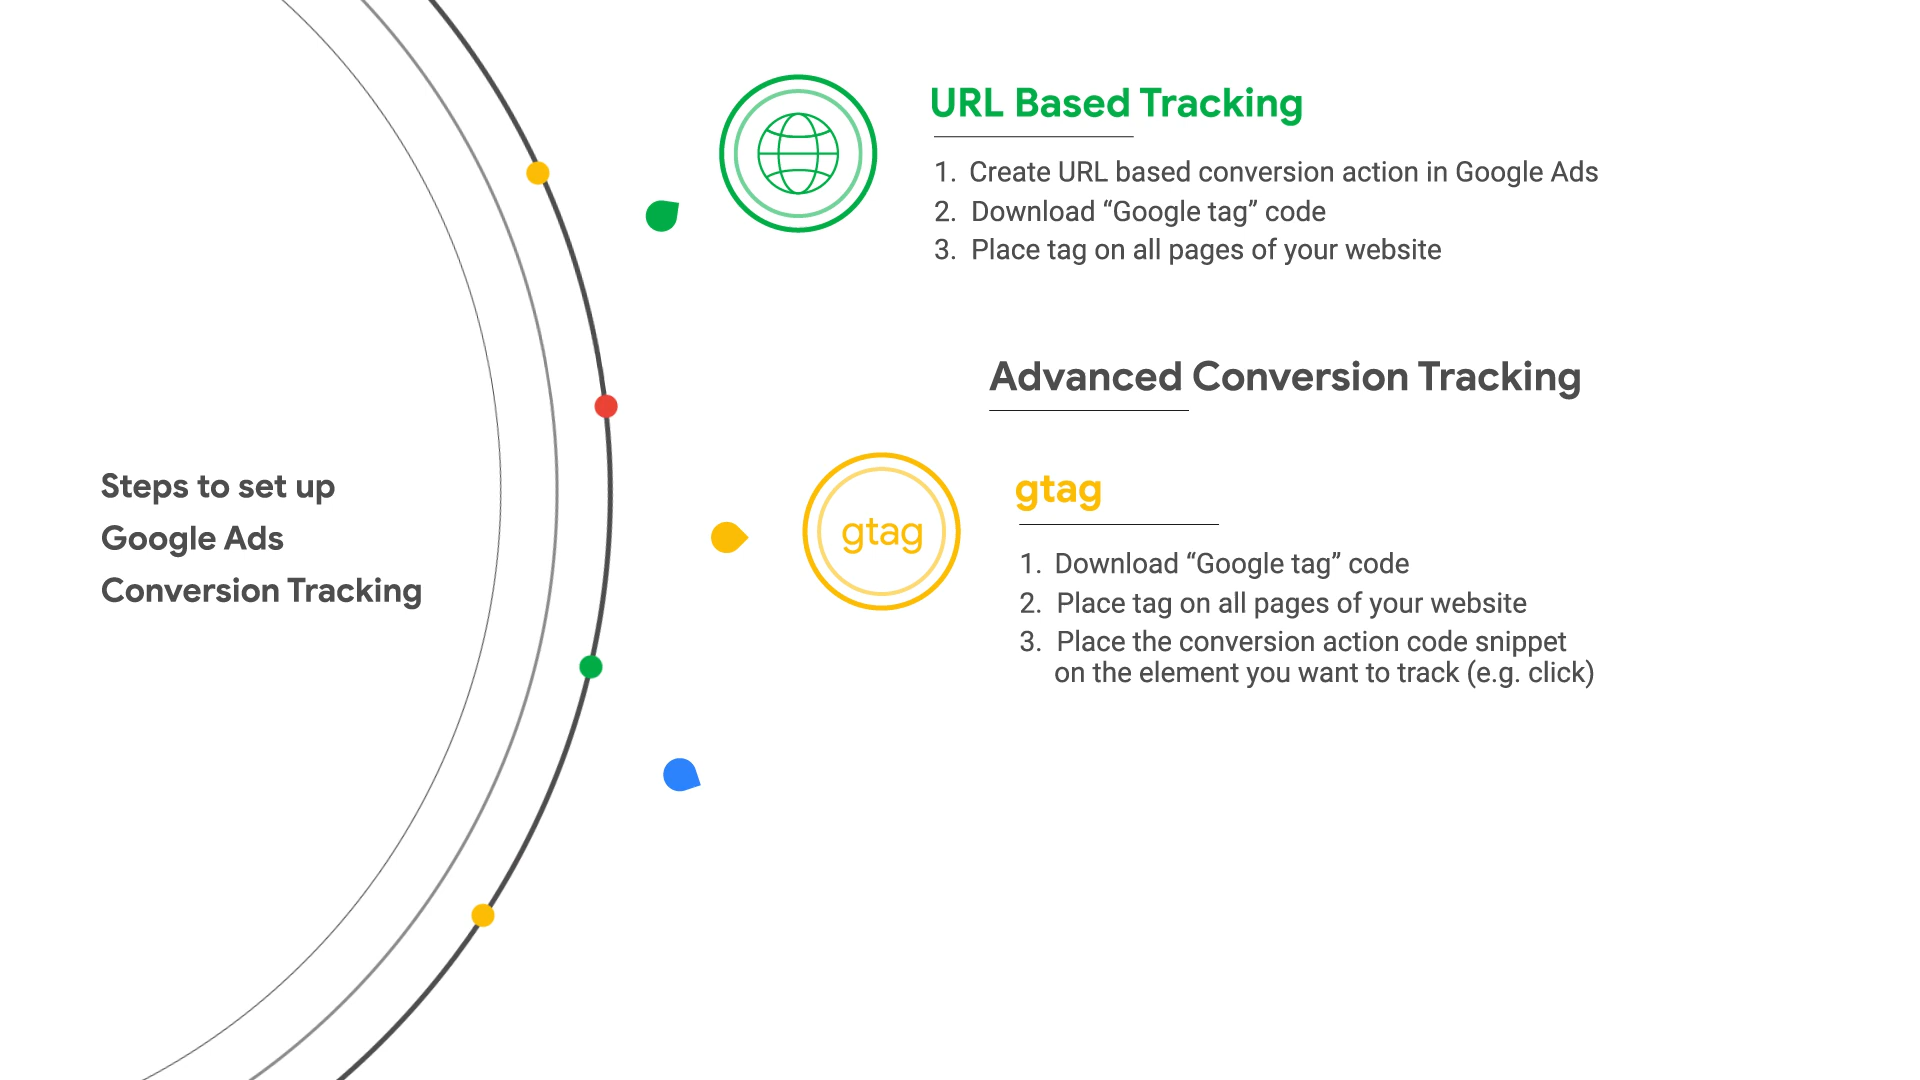 Steps to set up
Google Ads
Conversion Tracking
URL Based Tracking
1. Create URL based conversion action in Google Ads
2. Download “Google tag” code
3. Place tag on all pages of your website
Advanced Conversion Tracking
gtag
gtag
1. Download “Google tag” code
2. Place tag on all pages of your website
3. Place the conversion action code snippet
on the element you want to track (e.g. click)